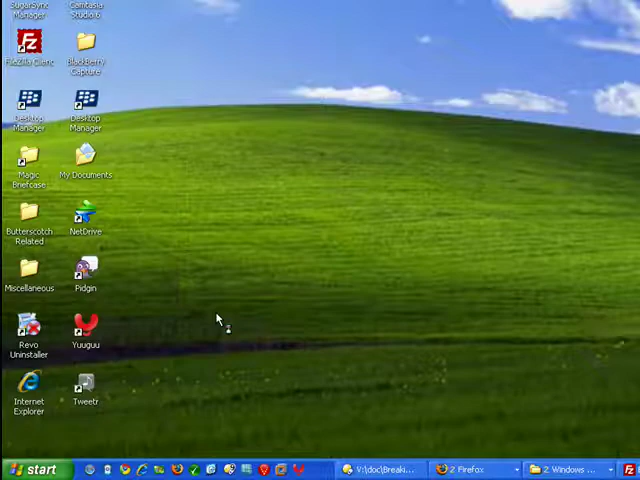 SugarSync
Manager
Camtasia
Studio 6
FileZilla Client
BlackBerry
Capture
Desktop
Manager
Desktop
Manager
Magic
Briefcase
My Documents
Butterscotch
Related
NetDrive
Miscellaneous
Pidgin
Revo
Uninstaller
Yuuguu
Internet
Explorer
Tweetr
start
V:\doc\Breaki...
2 Firefox
2 Windows ...